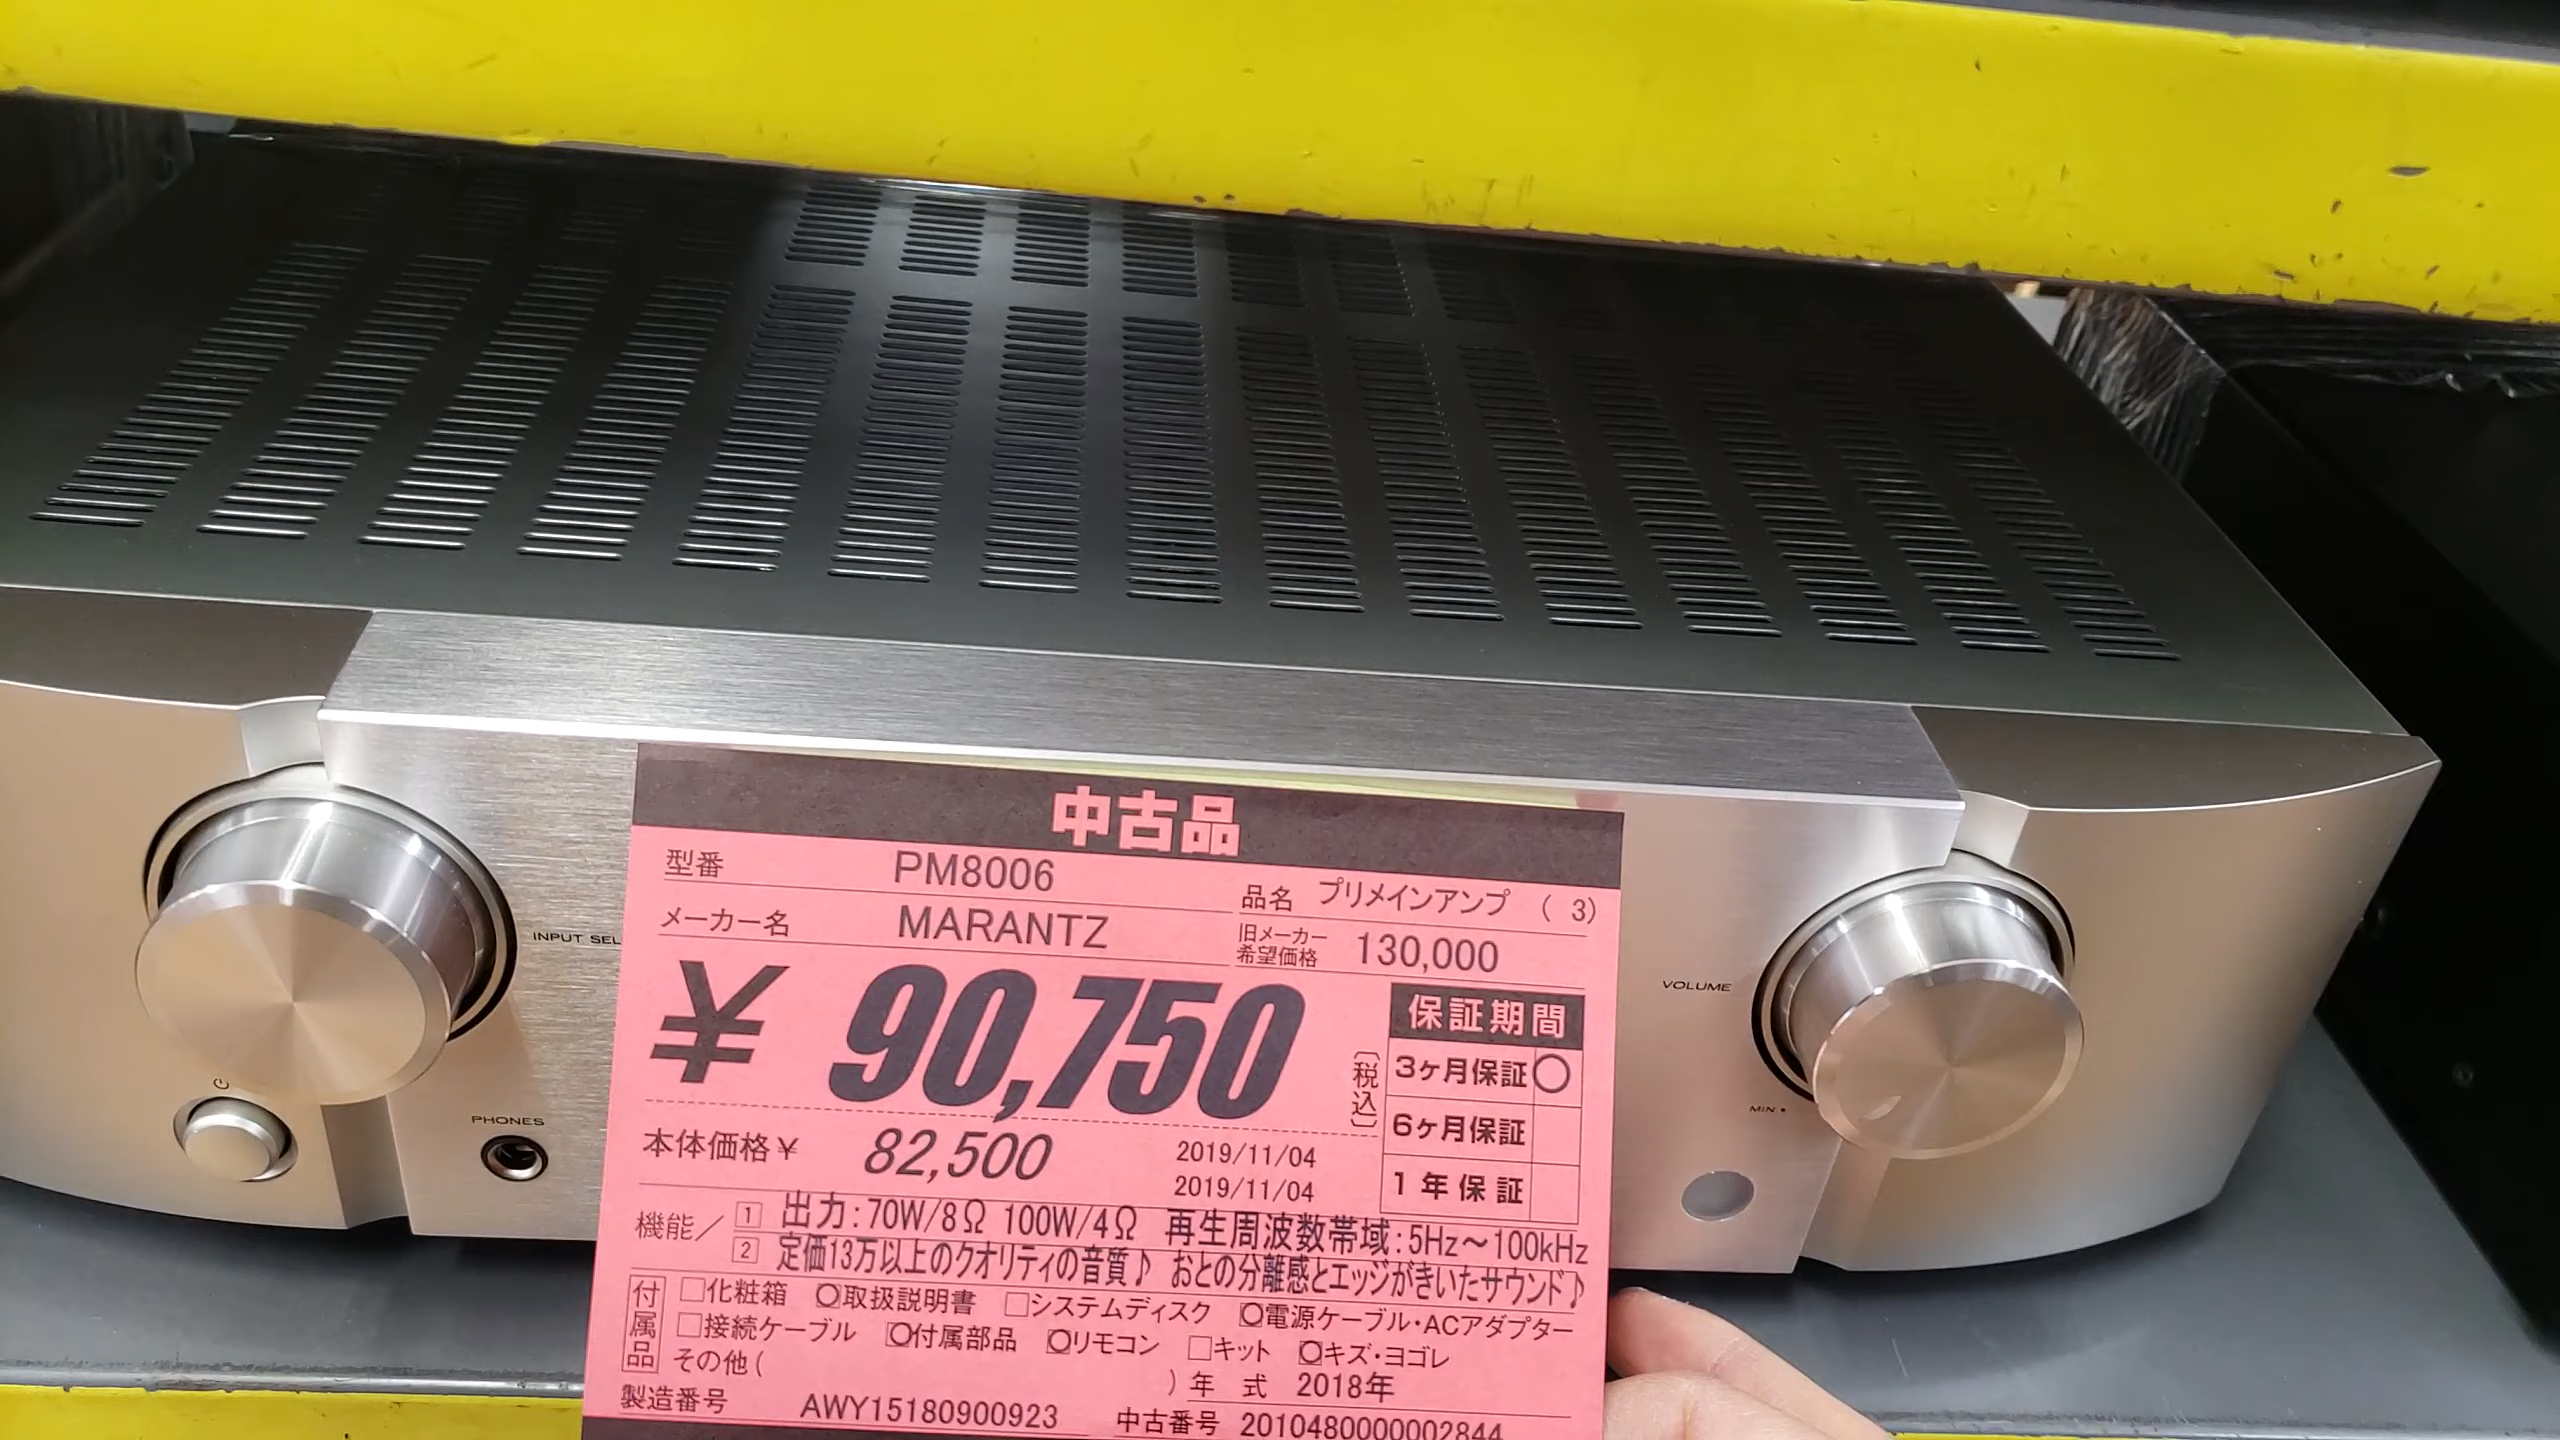 中古品
型番 PM8006
品名 プリメインアンプ ( 3)
メーカー名 MARANTZ
旧メーカー希望価格 130,000
¥ 90,750 〔税込〕
保証期間
3ヶ月保証 ○
6ヶ月保証
1年保証
本体価格¥ 82,500
2019/11/04
2019/11/04
機能/ 1 出力:70W/8Ω 100W/4Ω 再生周波数帯域:5Hz～100kHz
2 定価13万以上のクオリティの音質♪ おとの分離感とエッジがきいたサウンド♪
付属品 □化粧箱 ○取扱説明書 □システムディスク ○電源ケーブル・ACアダプター
□接続ケーブル ○付属部品 ○リモコン □キット ○キズ・ヨゴレ
その他( ) 年式 2018年
製造番号 AWY15180900923 中古番号 2010480000002844
INPUT SEL
PHONES
VOLUME
MIN